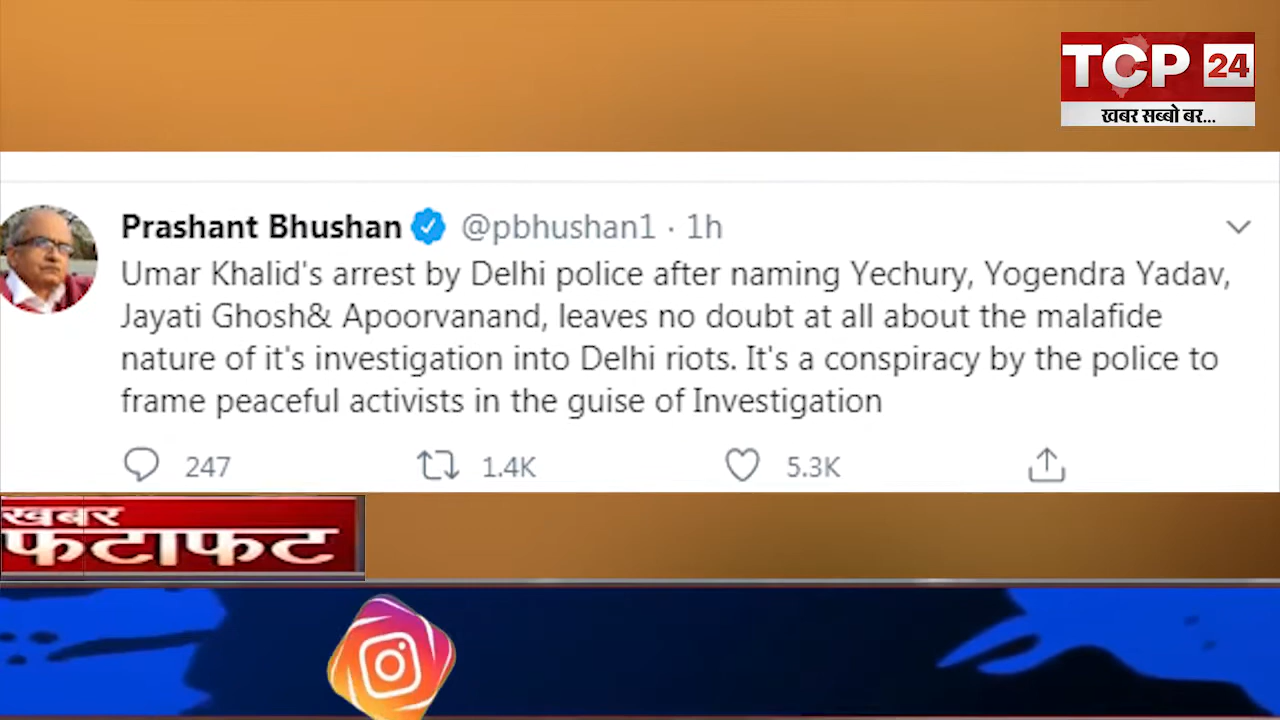 TCP 24
खबर सब्बो बर...
Prashant Bhushan @pbhushan1 · 1h
Umar Khalid's arrest by Delhi police after naming Yechury, Yogendra Yadav,
Jayati Ghosh& Apoorvanand, leaves no doubt at all about the malafide
nature of it's investigation into Delhi riots. It's a conspiracy by the police to
frame peaceful activists in the guise of Investigation
247 1.4K 5.3K
खबर
फटाफट